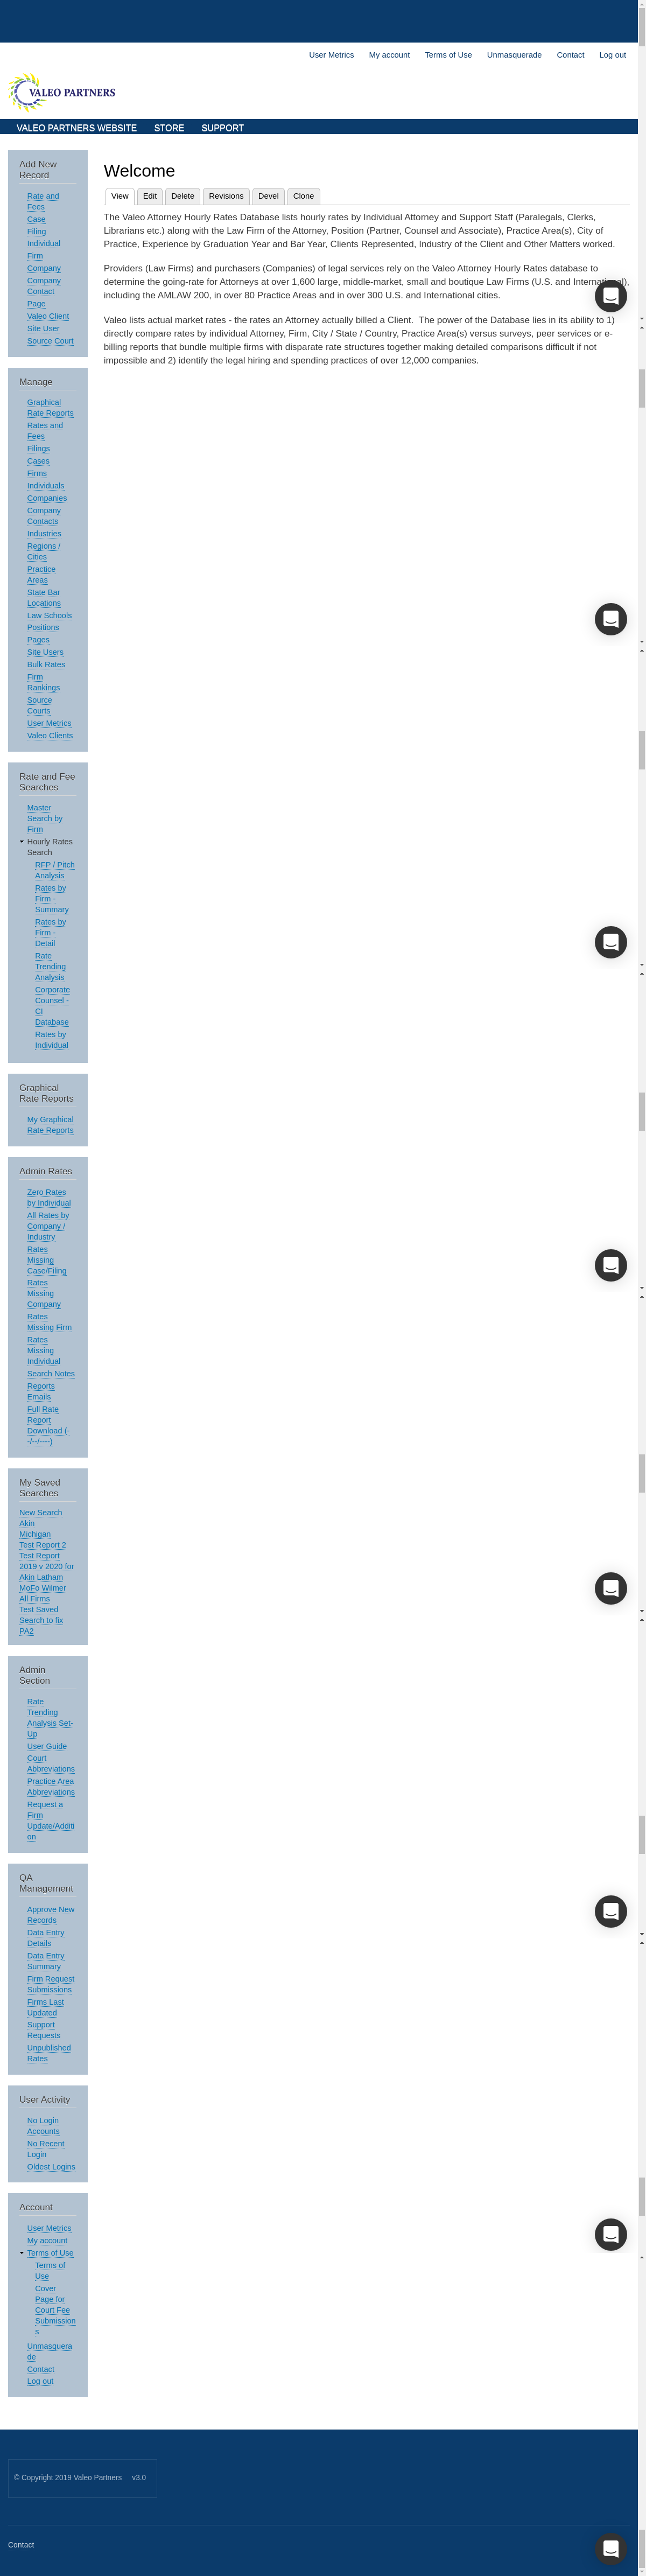 User Metrics My account Terms of Use Unmasquerade Contact Log out
VALEO PARTNERS
VALEO PARTNERS WEBSITE STORE SUPPORT
Add New
Record
Rate and
Fees
Case
Filing
Individual
Firm
Company
Company
Contact
Page
Valeo Client
Site User
Source Court
Manage
Graphical
Rate Reports
Rates and
Fees
Filings
Cases
Firms
Individuals
Companies
Company
Contacts
Industries
Regions /
Cities
Practice
Areas
State Bar
Locations
Law Schools
Positions
Pages
Site Users
Bulk Rates
Firm
Rankings
Source
Courts
User Metrics
Valeo Clients
Rate and Fee
Searches
Master
Search by
Firm
Hourly Rates
Search
RFP / Pitch
Analysis
Rates by
Firm -
Summary
Rates by
Firm -
Detail
Rate
Trending
Analysis
Corporate
Counsel -
CI
Database
Rates by
Individual
Graphical
Rate Reports
My Graphical
Rate Reports
Admin Rates
Zero Rates
by Individual
All Rates by
Company /
Industry
Rates
Missing
Case/Filing
Rates
Missing
Company
Rates
Missing Firm
Rates
Missing
Individual
Search Notes
Reports
Emails
Full Rate
Report
Download (-
-/--/----)
My Saved
Searches
New Search
Akin
Michigan
Test Report 2
Test Report
2019 v 2020 for
Akin Latham
MoFo Wilmer
All Firms
Test Saved
Search to fix
PA2
Admin
Section
Rate
Trending
Analysis Set-
Up
User Guide
Court
Abbreviations
Practice Area
Abbreviations
Request a
Firm
Update/Additi
on
QA
Management
Approve New
Records
Data Entry
Details
Data Entry
Summary
Firm Request
Submissions
Firms Last
Updated
Support
Requests
Unpublished
Rates
User Activity
No Login
Accounts
No Recent
Login
Oldest Logins
Account
User Metrics
My account
Terms of Use
Terms of
Use
Cover
Page for
Court Fee
Submission
s
Unmasquera
de
Contact
Log out
Welcome
View Edit Delete Revisions Devel Clone
The Valeo Attorney Hourly Rates Database lists hourly rates by Individual Attorney and Support Staff (Paralegals, Clerks,
Librarians etc.) along with the Law Firm of the Attorney, Position (Partner, Counsel and Associate), Practice Area(s), City of
Practice, Experience by Graduation Year and Bar Year, Clients Represented, Industry of the Client and Other Matters worked.
Providers (Law Firms) and purchasers (Companies) of legal services rely on the Valeo Attorney Hourly Rates database to
determine the going-rate for Attorneys at over 1,600 large, middle-market, small and boutique Law Firms (U.S. and International),
including the AMLAW 200, in over 80 Practice Areas and in over 300 U.S. and International cities.
Valeo lists actual market rates - the rates an Attorney actually billed a Client. The power of the Database lies in its ability to 1)
directly compare rates by individual Attorney, Firm, City / State / Country, Practice Area(s) versus surveys, peer services or e-
billing reports that bundle multiple firms with disparate rate structures together making detailed comparisons difficult if not
impossible and 2) identify the legal hiring and spending practices of over 12,000 companies.
© Copyright 2019 Valeo Partners v3.0
Contact